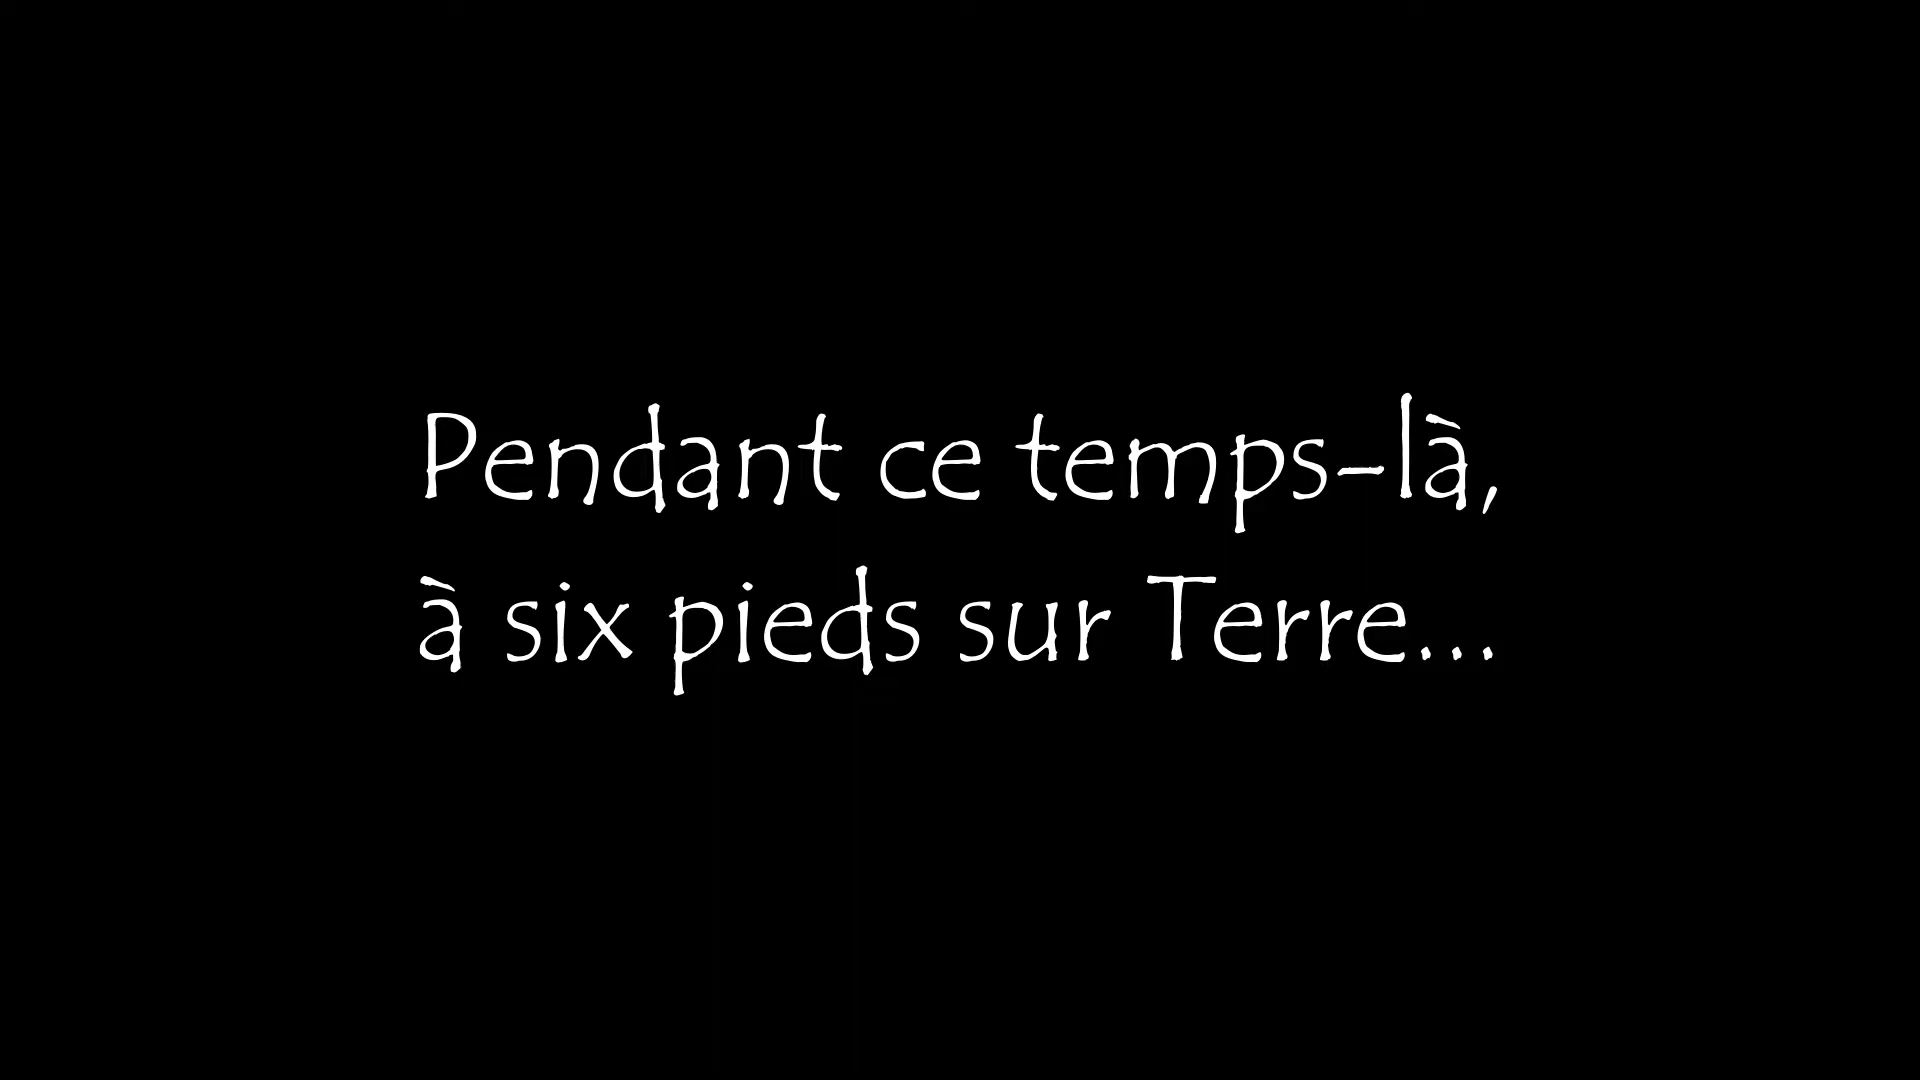 Pendant ce temps-là,
à six pieds sur Terre...